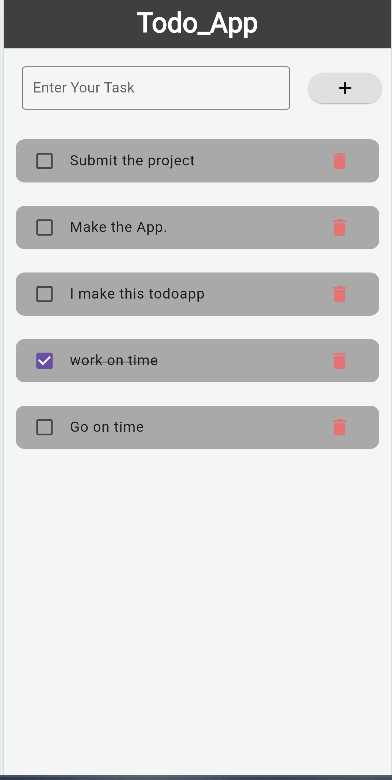 Todo_App
Enter Your Task
+
Submit the project
Make the App.
I make this todoapp
work on time
Go on time